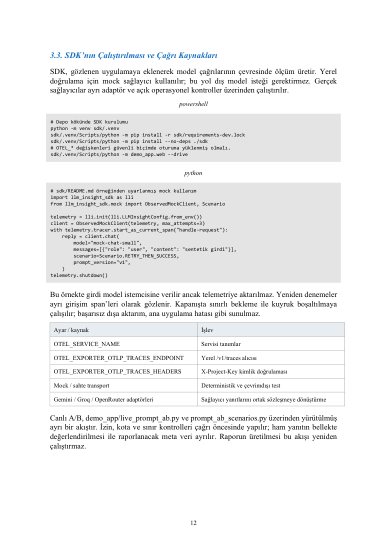 3.3. SDK'nın Çalıştırılması ve Çağrı Kaynakları
SDK, gözlenen uygulamaya eklenerek model çağrılarının çevresinde ölçüm üretir. Yerel
doğrulama için mock sağlayıcı kullanılır; bu yol dış model isteği gerektirmez. Gerçek
sağlayıcılar ayrı adaptör ve açık operasyonel kontroller üzerinden çalıştırılır.
powershell
# Depo kökünde SDK kurulumu
python -m venv sdk/.venv
sdk/.venv/Scripts/python -m pip install -r sdk/requirements-dev.lock
sdk/.venv/Scripts/python -m pip install --no-deps ./sdk
# OTEL_* değişkenleri güvenli biçimde oturuma yüklenmiş olmalı.
sdk/.venv/Scripts/python -m demo_app.web --drive
python
# sdk/README.md örneğinden uyarlanmış mock kullanım
import llm_insight_sdk as lli
from llm_insight_sdk.mock import ObservedMockClient, Scenario
telemetry = lli.init(lli.LLMInsightConfig.from_env())
client = ObservedMockClient(telemetry, max_attempts=3)
with telemetry.tracer.start_as_current_span("handle-request"):
reply = client.chat(
model="mock-chat-small",
messages=[{"role": "user", "content": "sentetik girdi"}],
scenario=Scenario.RETRY_THEN_SUCCESS,
prompt_version="v1",
)
telemetry.shutdown()
Bu örnekte girdi model istemcisine verilir ancak telemetriye aktarılmaz. Yeniden denemeler
ayrı girişim span'leri olarak gözlenir. Kapanışta sınırlı bekleme ile kuyruk boşaltılmaya
çalışılır; başarısız dışa aktarım, ana uygulama hatası gibi sunulmaz.
Ayar / kaynak İşlev
OTEL_SERVICE_NAME Servisi tanımlar
OTEL_EXPORTER_OTLP_TRACES_ENDPOINT Yerel /v1/traces alıcısı
OTEL_EXPORTER_OTLP_TRACES_HEADERS X-Project-Key kimlik doğrulaması
Mock / sahte transport Deterministik ve çevrimdışı test
Gemini / Groq / OpenRouter adaptörleri Sağlayıcı yanıtlarını ortak sözleşmeye dönüştürme
Canlı A/B, demo_app/live_prompt_ab.py ve prompt_ab_scenarios.py üzerinden yürütülmüş
ayrı bir akıştır. İzin, kota ve sınır kontrolleri çağrı öncesinde yapılır; ham yanıtın bellekte
değerlendirilmesi ile raporlanacak meta veri ayrılır. Raporun üretilmesi bu akışı yeniden
çalıştırmaz.
12